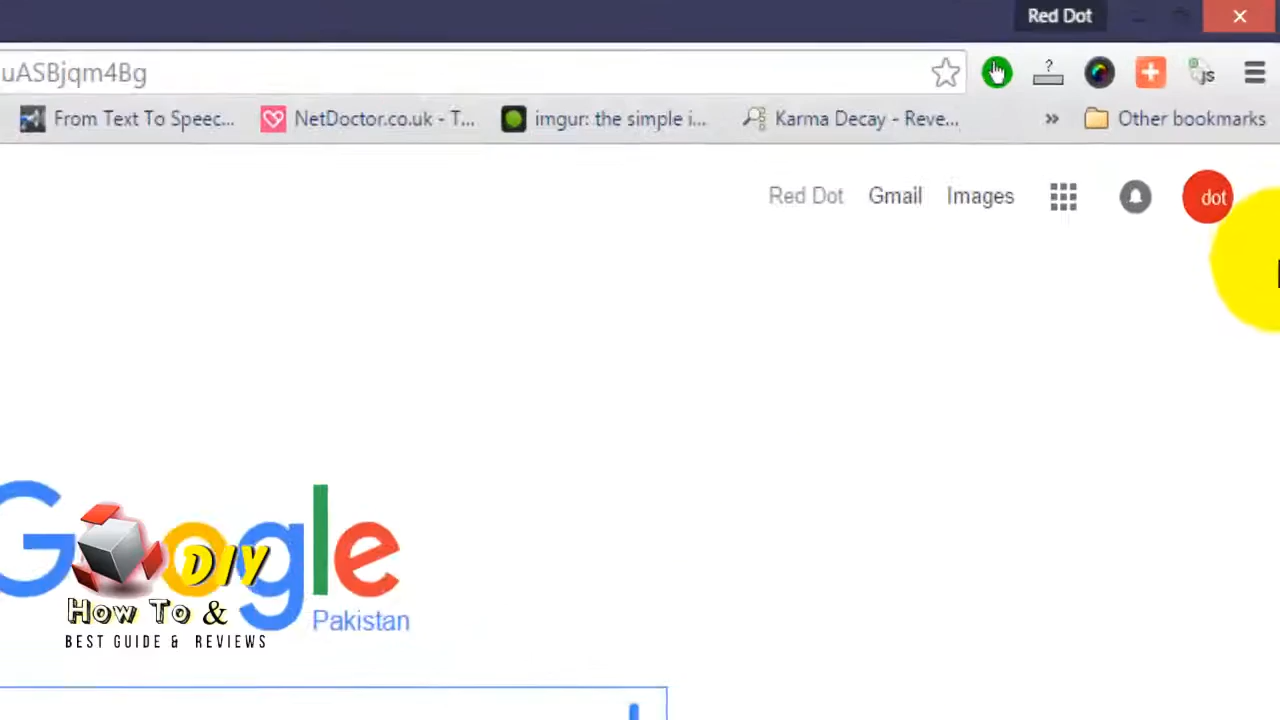 Red Dot
uASBjqm4Bg
?
js
From Text To Speec...
NetDoctor.co.uk - T...
imgur: the simple i...
Karma Decay - Reve...
»
Other bookmarks
Red Dot
Gmail
Images
dot
Google
Pakistan
DIY
How To &
BEST GUIDE & REVIEWS